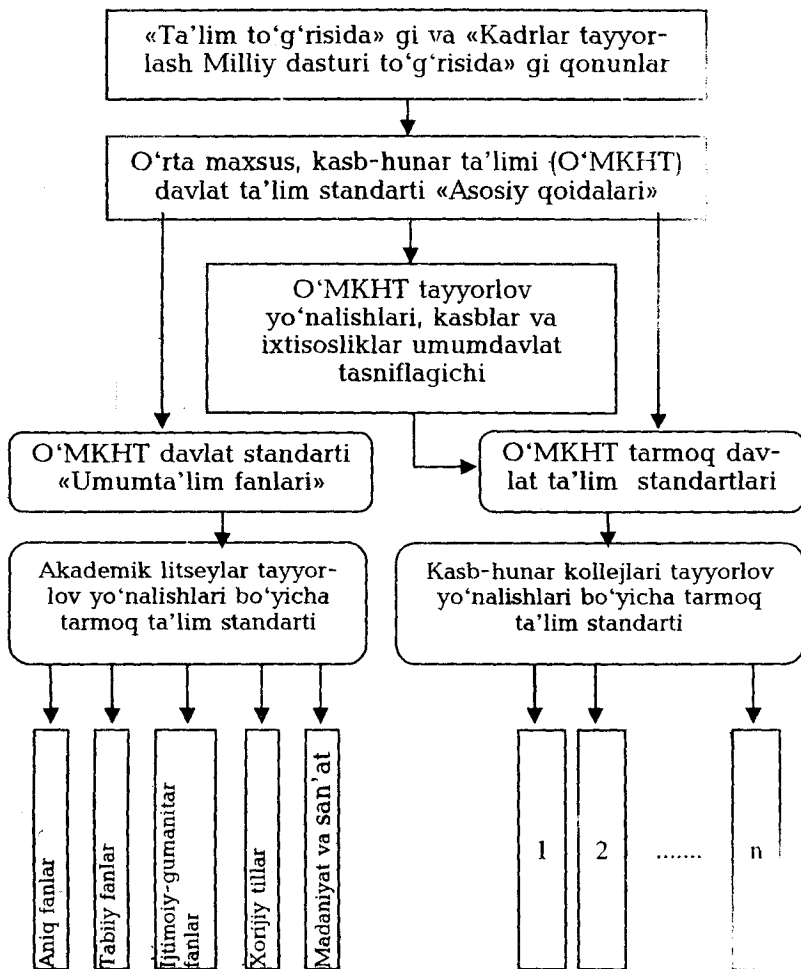 «Ta’lim to‘g‘risida» gi va «Kadrlar tayyor-
lash Milliy dasturi to‘g‘risida» gi qonunlar
O‘rta maxsus, kasb-hunar ta’limi (O‘MKHT)
davlat ta’lim standarti «Asosiy qoidalari»
O‘MKHT tayyorlov
yo‘nalishlari, kasblar va
ixtisosliklar umumdavlat
tasniflagichi
O‘MKHT davlat standarti
«Umumta’lim fanlari»
O‘MKHT tarmoq dav-
lat ta’lim standartlari
Akademik litseylar tayyor-
lov yo‘nalishlari bo‘yicha
tarmoq ta’lim standarti
Kasb-hunar kollejlari tayyorlov
yo‘nalishlari bo‘yicha tarmoq
ta’lim standarti
Aniq fanlar
Tabiiy fanlar
Ijtimoiy-gumanitar
fanlar
Xorijiy tillar
Madaniyat va san’at
1
2
.......
n